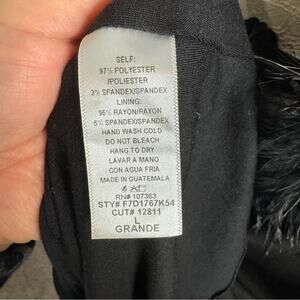 SELF:
97% POLYESTER
/POLIESTER
3% SPANDEX/SPANDEX
LINING:
95% RAYON/RAYON
5% SPANDEX/SPANDEX
HAND WASH COLD
DO NOT BLEACH
HANG TO DRY
LAVAR A MANO
CON AGUA FRIA
MADE IN GUATEMALA
RN# 107363
STY# F7D1767K54
CUT# 12811
L
GRANDE